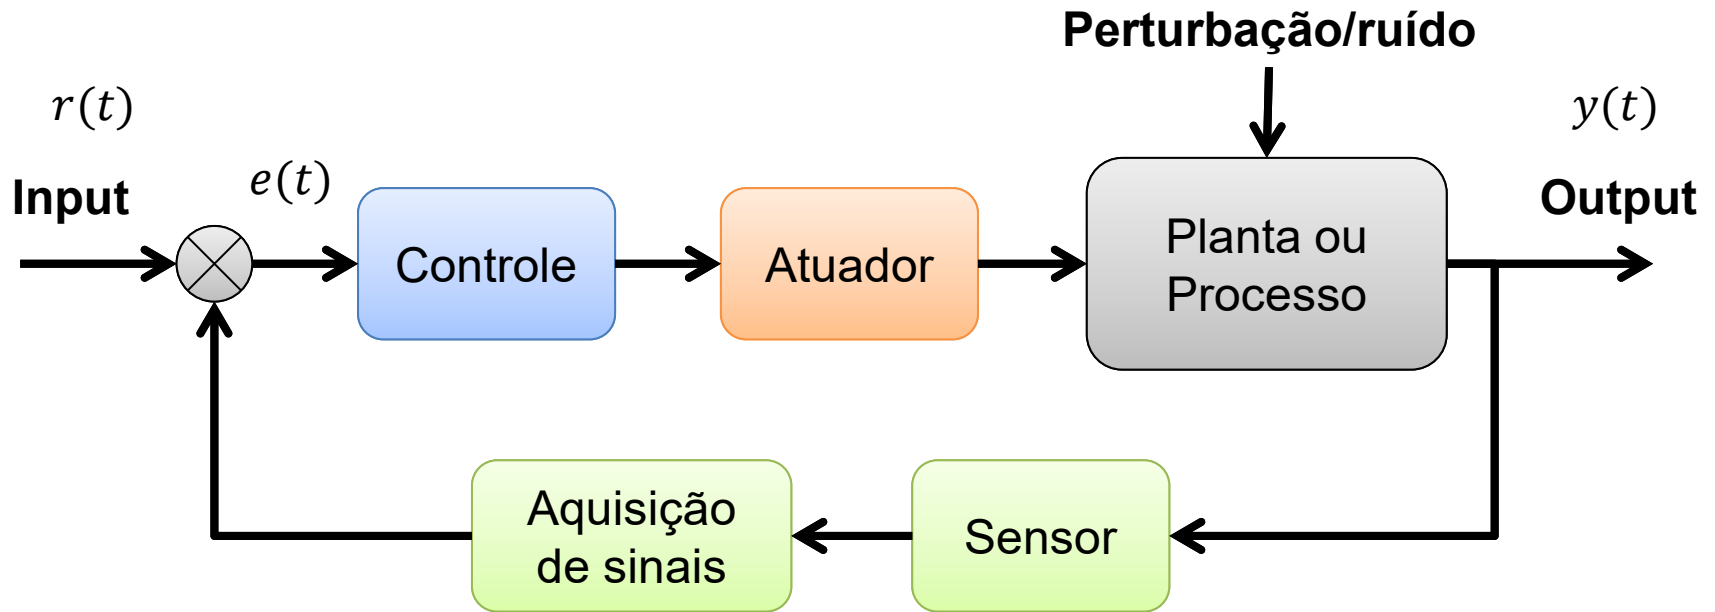 Perturbação/ruído
r(t)
y(t)
Input
e(t)
Output
Controle
Atuador
Planta ou
Processo
Aquisição
de sinais
Sensor